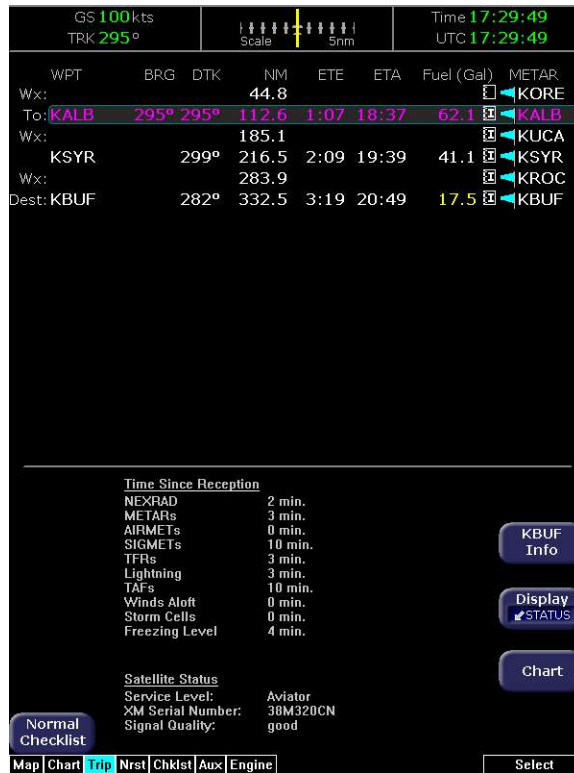 GS 100kts
TRK 295°
Scale 5nm
Time 17:29:49
UTC 17:29:49
WPT BRG DTK NM ETE ETA Fuel (Gal) METAR
Wx: 44.8 KORE
To: KALB 295° 295° 112.6 1:07 18:37 62.1 I KALB
Wx: 185.1 I KUCA
KSYR 299° 216.5 2:09 19:39 41.1 I KSYR
Wx: 283.9 I KROC
Dest: KBUF 282° 332.5 3:19 20:49 17.5 I KBUF
Time Since Reception
NEXRAD 2 min.
METARs 3 min.
AIRMETs 0 min.
SIGMETs 10 min.
TFRs 3 min.
Lightning 3 min.
TAFs 10 min.
Winds Aloft 0 min.
Storm Cells 0 min.
Freezing Level 4 min.
KBUF
Info
Display
STATUS
Chart
Satellite Status
Service Level: Aviator
XM Serial Number: 38M320CN
Signal Quality: good
Normal
Checklist
Map Chart Trip Nrst Chklst Aux Engine Select